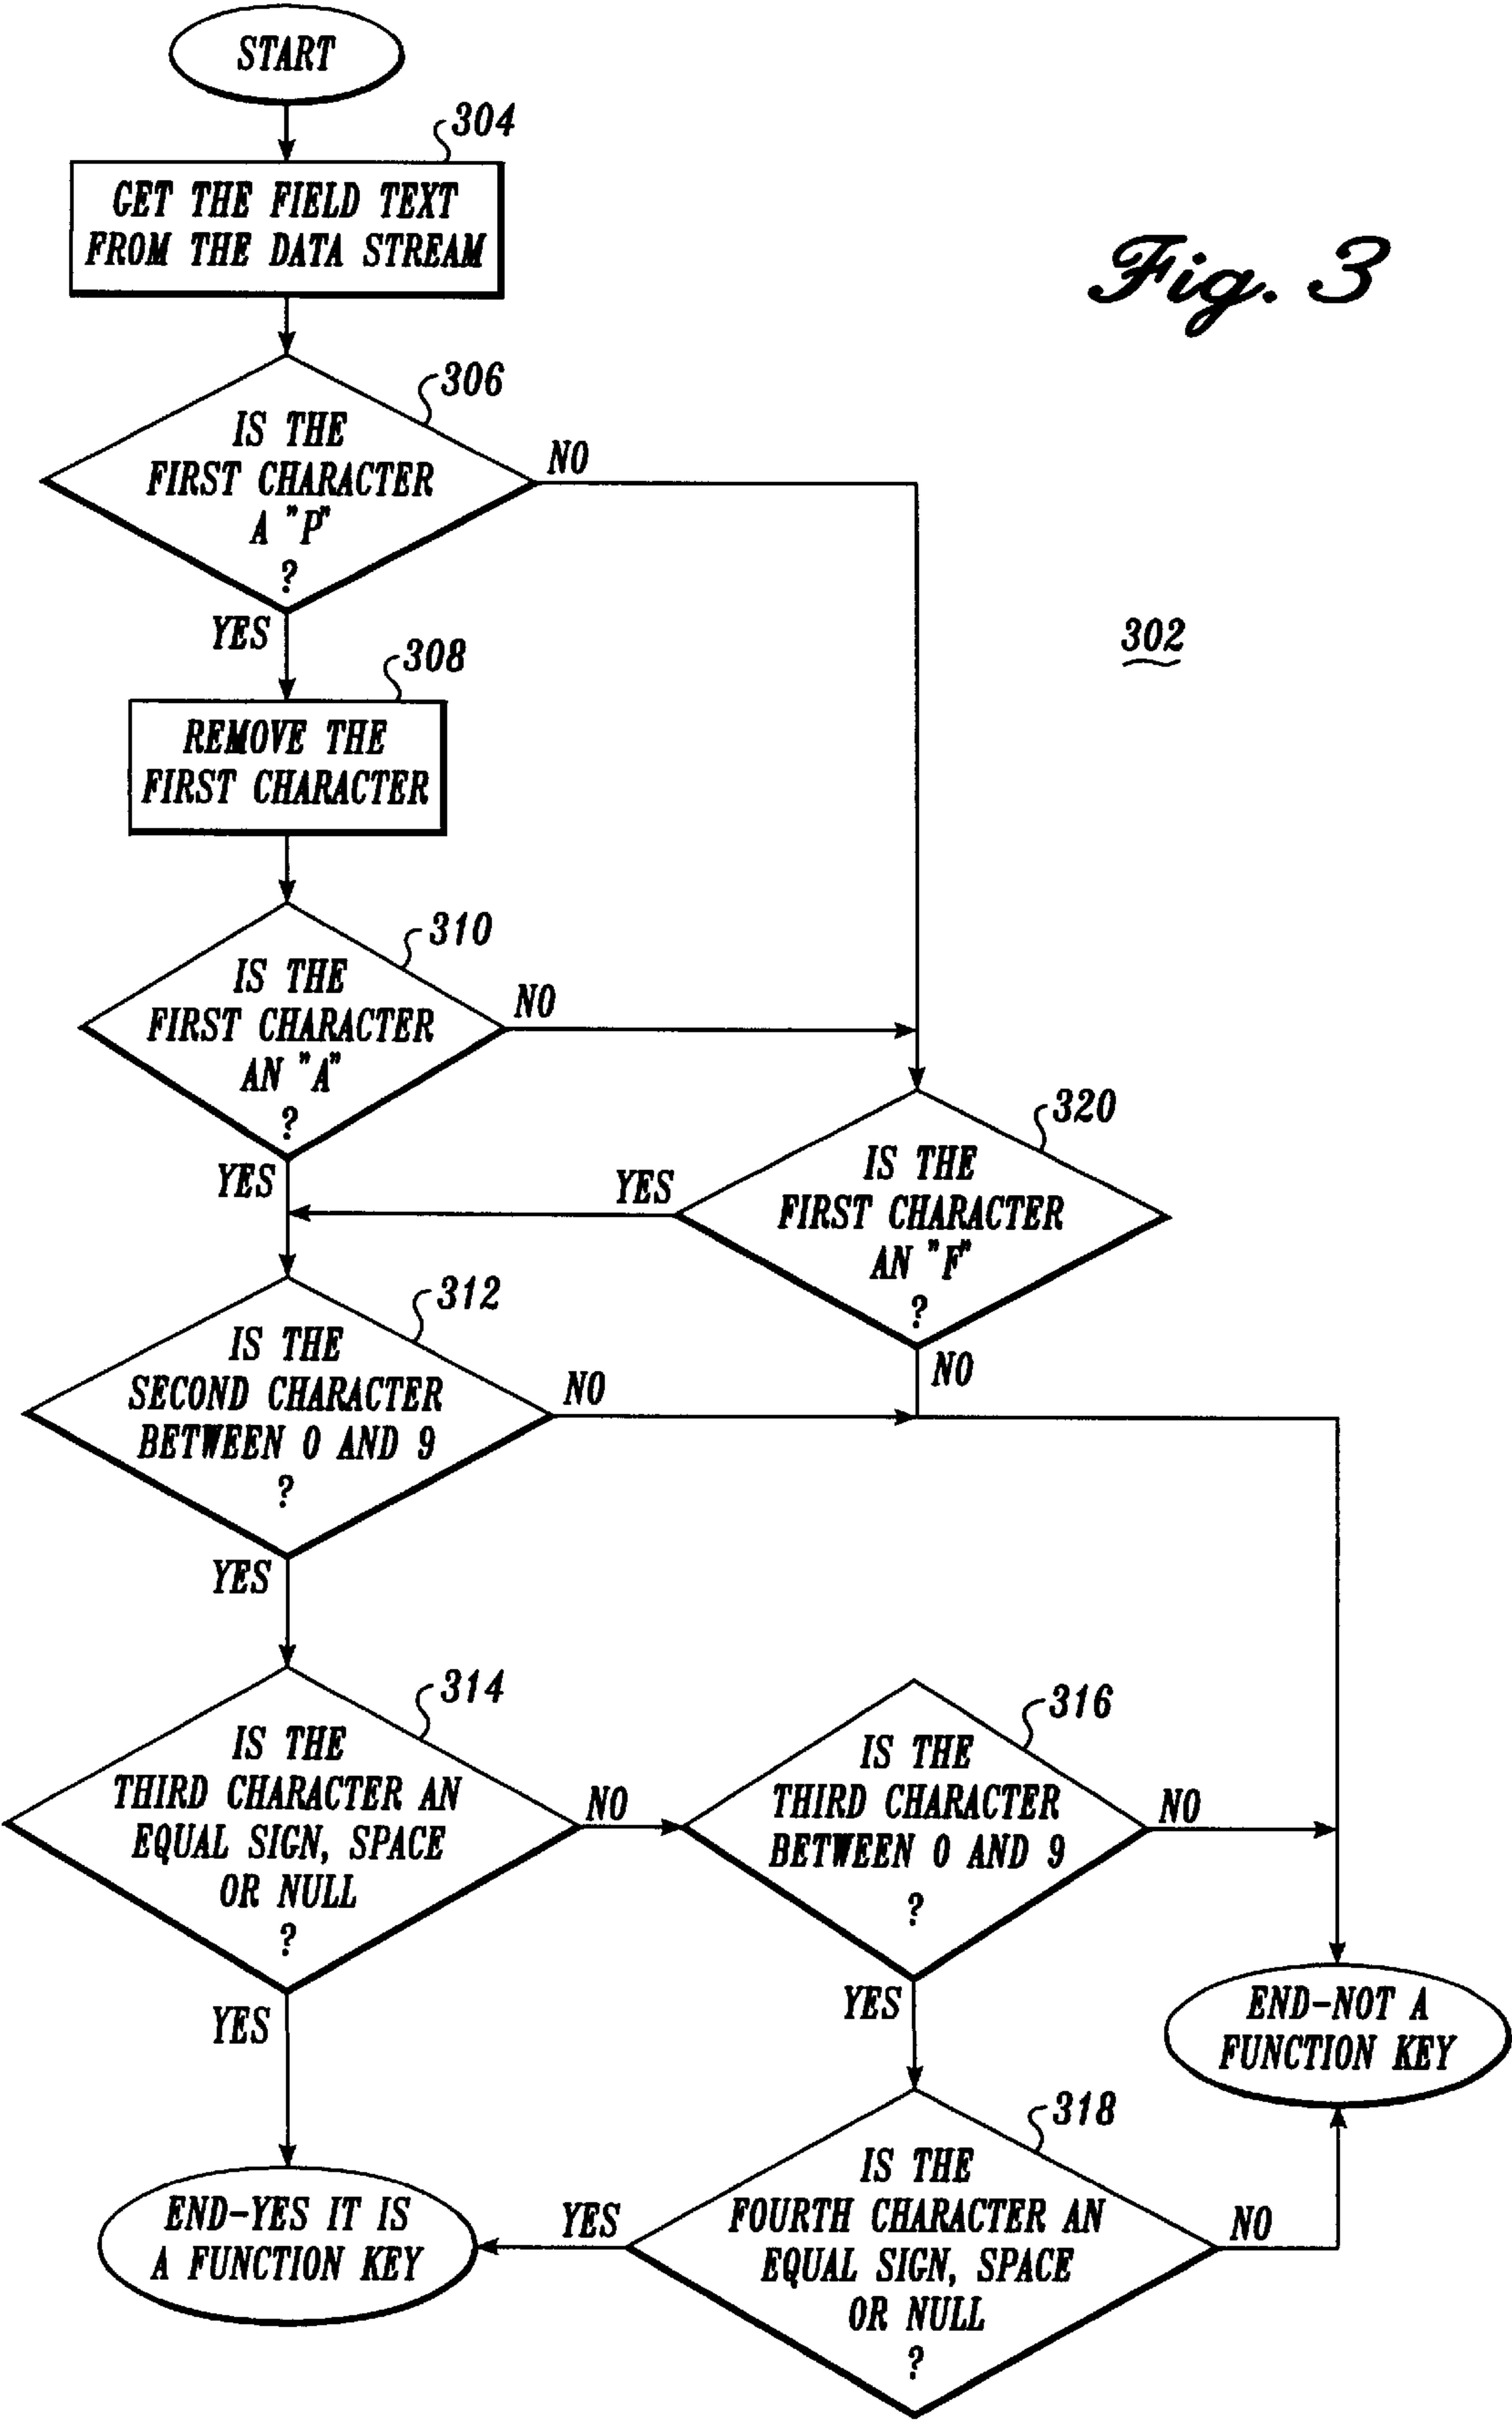 START
304
GET THE FIELD TEXT
FROM THE DATA STREAM
Fig. 3
306
IS THE
FIRST CHARACTER
A "P"
?
NO
YES
302
308
REMOVE THE
FIRST CHARACTER
310
IS THE
FIRST CHARACTER
AN "A"
?
NO
YES
320
IS THE
FIRST CHARACTER
AN "F"
?
YES
NO
312
IS THE
SECOND CHARACTER
BETWEEN 0 AND 9
?
NO
YES
314
IS THE
THIRD CHARACTER AN
EQUAL SIGN, SPACE
OR NULL
?
NO
YES
316
IS THE
THIRD CHARACTER
BETWEEN 0 AND 9
?
NO
YES
END-NOT A
FUNCTION KEY
318
IS THE
FOURTH CHARACTER AN
EQUAL SIGN, SPACE
OR NULL
?
YES
NO
END-YES IT IS
A FUNCTION KEY